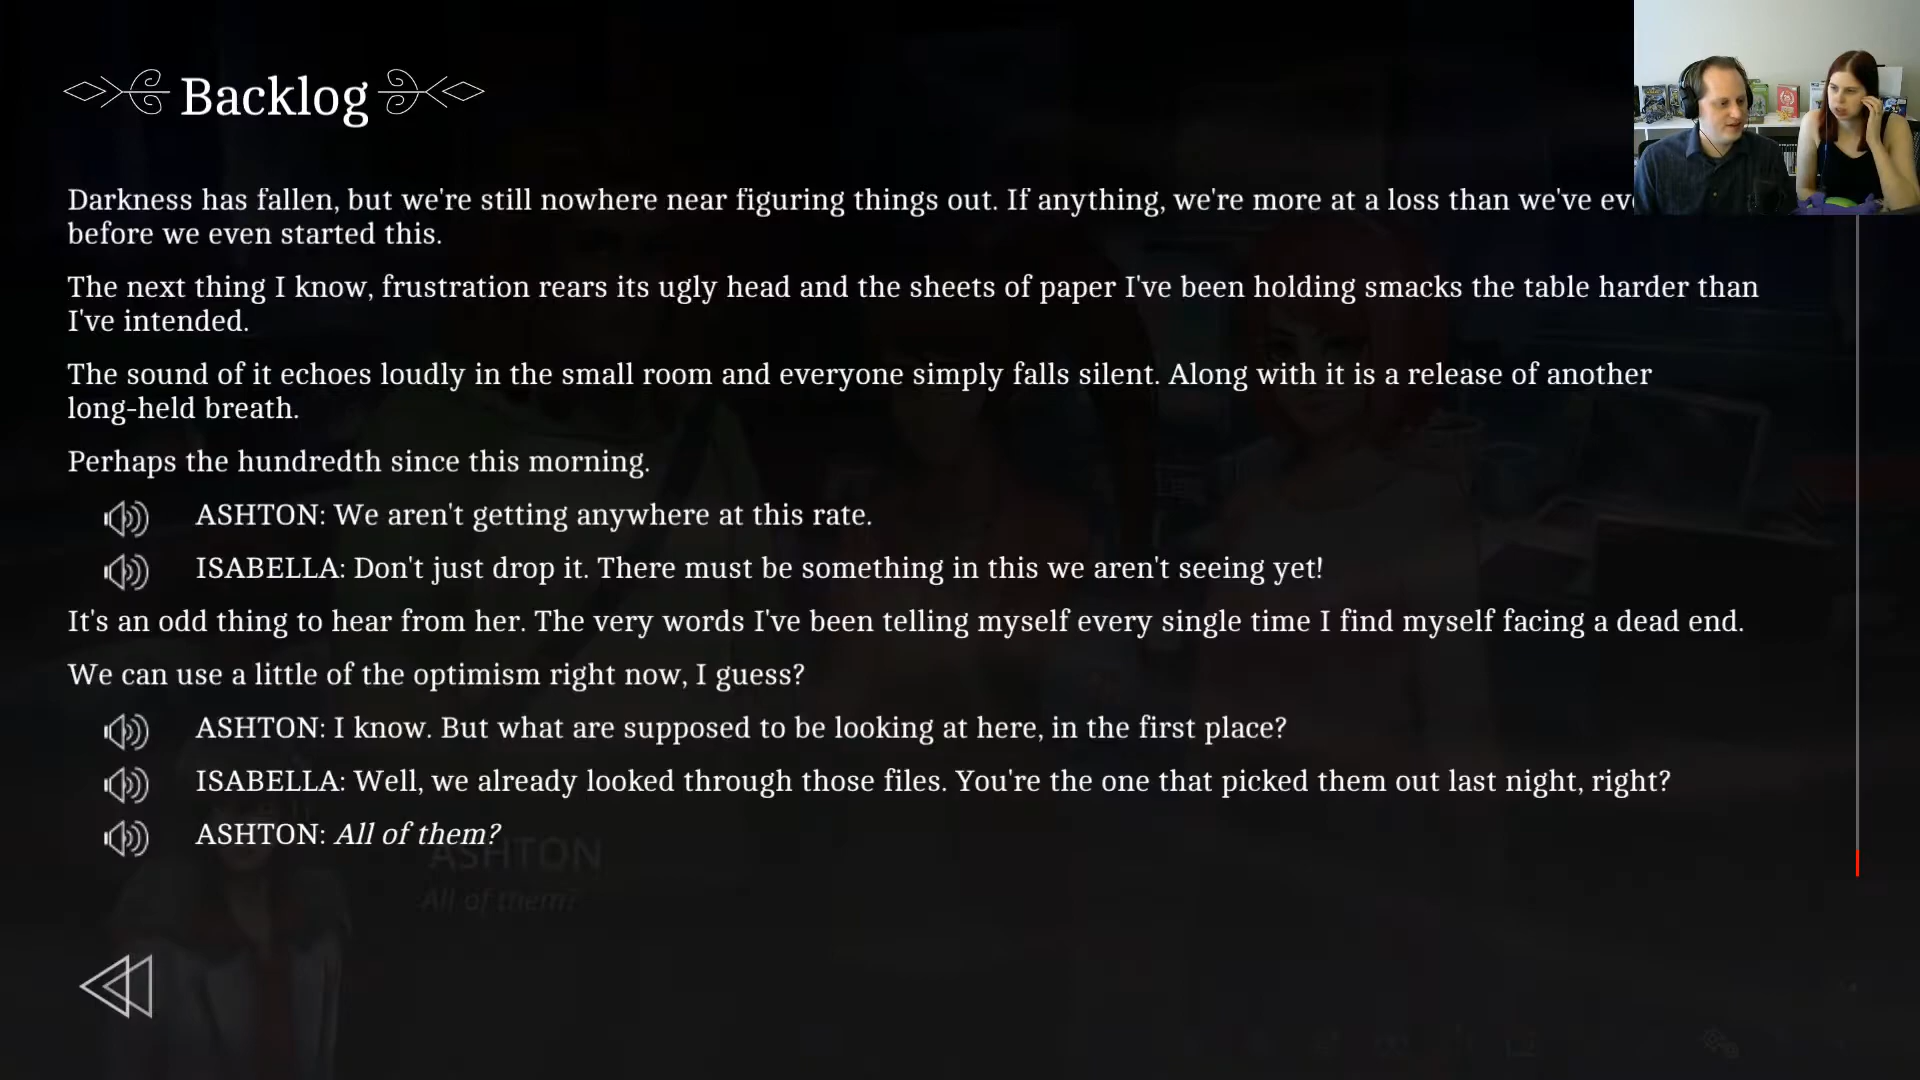 Backlog
Darkness has fallen, but we're still nowhere near figuring things out. If anything, we're more at a loss than we've
before we even started this.
The next thing I know, frustration rears its ugly head and the sheets of paper I've been holding smacks the table harder than
I've intended.
The sound of it echoes loudly in the small room and everyone simply falls silent. Along with it is a release of another
long-held breath.
Perhaps the hundredth since this morning.
ASHTON: We aren't getting anywhere at this rate.
ISABELLA: Don't just drop it. There must be something in this we aren't seeing yet!
It's an odd thing to hear from her. The very words I've been telling myself every single time I find myself facing a dead end.
We can use a little of the optimism right now, I guess?
ASHTON: I know. But what are supposed to be looking at here, in the first place?
ISABELLA: Well, we already looked through those files. You're the one that picked them out last night, right?
ASHTON: All of them?
ASHTON
All of them?